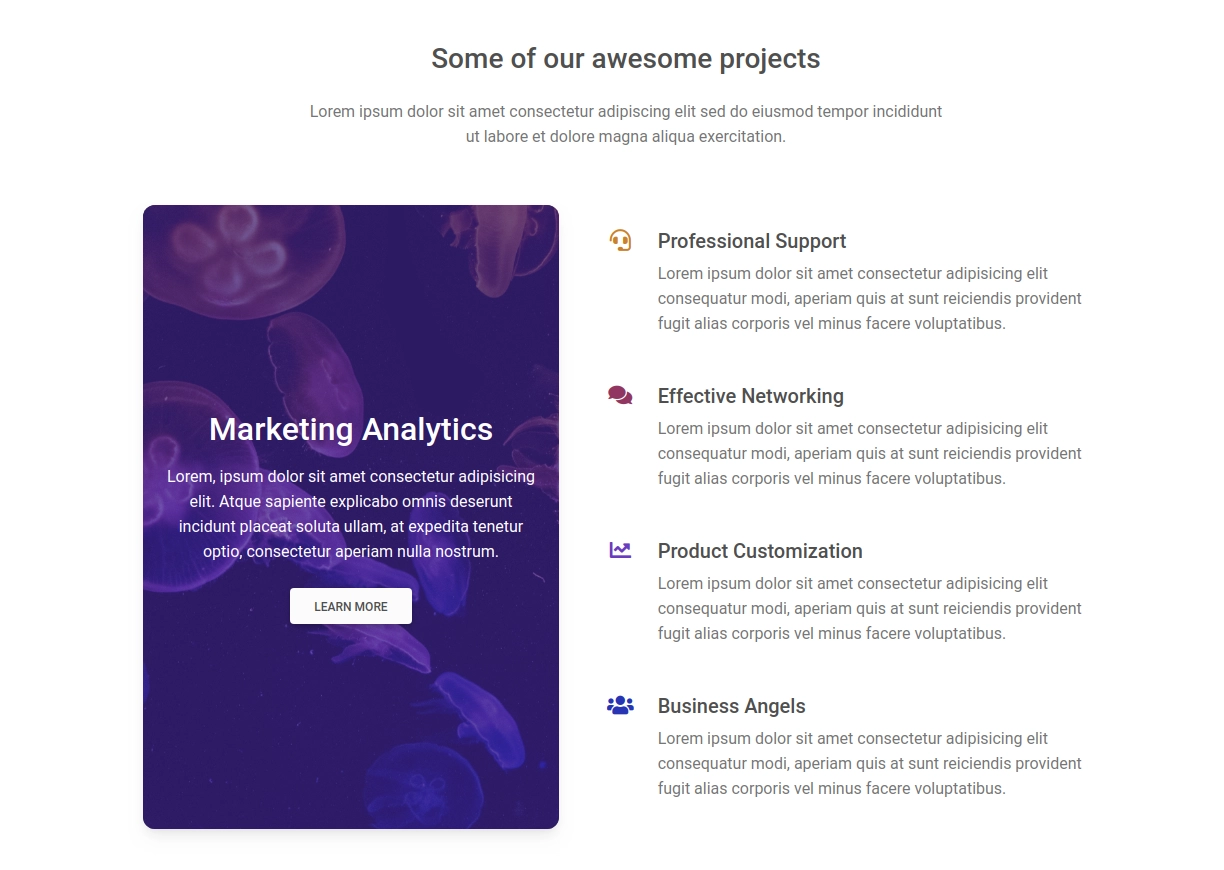 Some of our awesome projects
Lorem ipsum dolor sit amet consectetur adipiscing elit sed do eiusmod tempor incididunt
ut labore et dolore magna aliqua exercitation.
Marketing Analytics
Lorem, ipsum dolor sit amet consectetur adipisicing
elit. Atque sapiente explicabo omnis deserunt
incidunt placeat soluta ullam, at expedita tenetur
optio, consectetur aperiam nulla nostrum.
LEARN MORE
Professional Support
Lorem ipsum dolor sit amet consectetur adipisicing elit
consequatur modi, aperiam quis at sunt reiciendis provident
fugit alias corporis vel minus facere voluptatibus.
Effective Networking
Lorem ipsum dolor sit amet consectetur adipisicing elit
consequatur modi, aperiam quis at sunt reiciendis provident
fugit alias corporis vel minus facere voluptatibus.
Product Customization
Lorem ipsum dolor sit amet consectetur adipisicing elit
consequatur modi, aperiam quis at sunt reiciendis provident
fugit alias corporis vel minus facere voluptatibus.
Business Angels
Lorem ipsum dolor sit amet consectetur adipisicing elit
consequatur modi, aperiam quis at sunt reiciendis provident
fugit alias corporis vel minus facere voluptatibus.